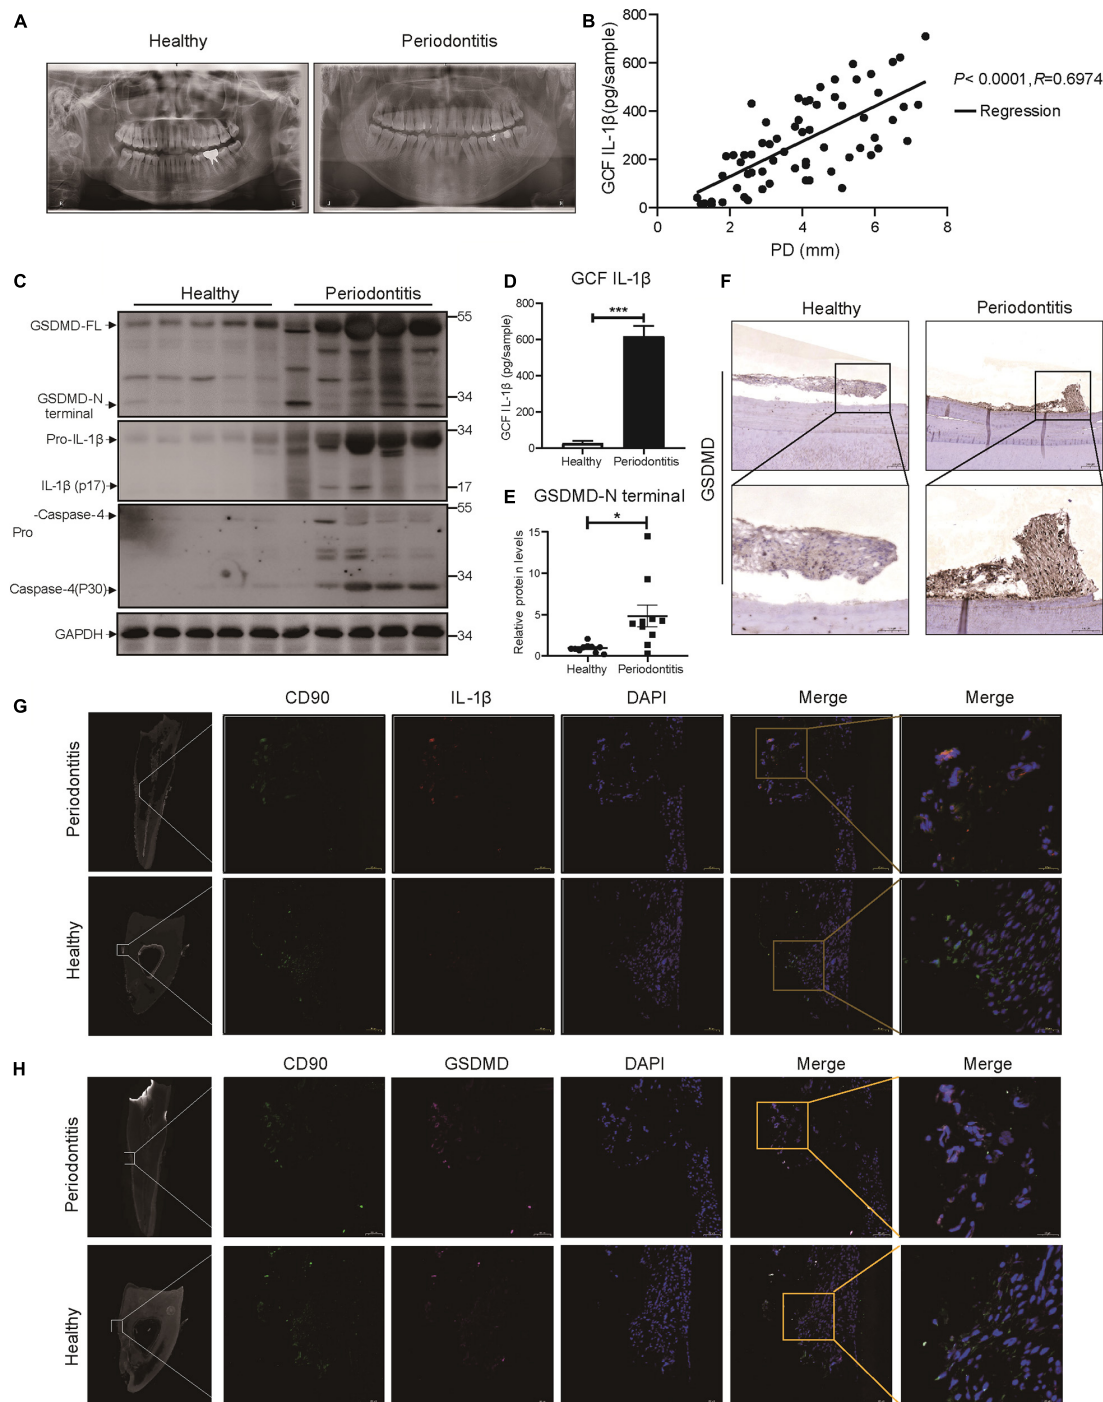 A
Healthy
Periodontitis
B
GCF IL-1β(pg/sample)
800
600
400
200
0
0
2
4
6
8
PD (mm)
P< 0.0001, R=0.6974
Regression
C
Healthy
Periodontitis
GSDMD-FL
55
GSDMD-N
terminal
34
Pro-IL-1β
34
IL-1β (p17)
17
-Caspase-4
Pro
55
34
Caspase-4(P30)
GAPDH
34
D
GCF IL-1β
GCF IL-1β (pg/sample)
800
600
400
200
0
***
Healthy
Periodontitis
E
GSDMD-N terminal
Relative protein levels
15
10
5
0
*
Healthy
Periodontitis
F
Healthy
Periodontitis
GSDMD
G
CD90
IL-1β
DAPI
Merge
Merge
Periodontitis
Healthy
H
CD90
GSDMD
DAPI
Merge
Merge
Periodontitis
Healthy